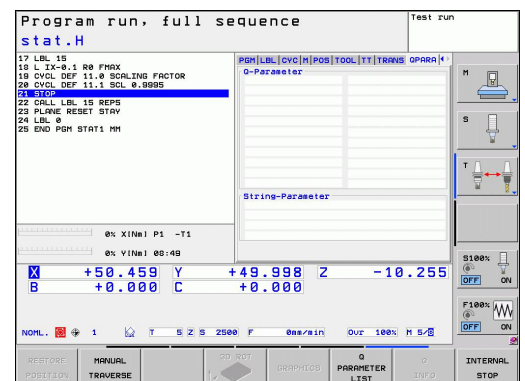 Program run, full sequence
Test run
stat.H
17 LBL 15
18 L IX-0.1 R0 FMAX
19 CYCL DEF 11.0 SCALING FACTOR
20 CYCL DEF 11.1 SCL 0.9995
21 STOP
22 CALL LBL 15 REP5
23 PLANE RESET STAY
24 LBL 0
25 END PGM STAT1 MM
PGM LBL CYC M POS TOOL TT TRANS QPARA
Q-Parameter
String-Parameter
M
S
T
0% X[Nm] P1 -T1
0% Y[Nm] 08:49
X +50.459 Y +49.998 Z -10.255
B +0.000 C +0.000
NOML. 1 T 5 Z S 2500 F 0mm/min Ovr 100% M 5/8
S100%
OFF ON
F100%
OFF ON
RESTORE POSITION
MANUAL TRAVERSE
3D ROT
GRAPHICS
Q PARAMETER LIST
Q INFO
INTERNAL STOP